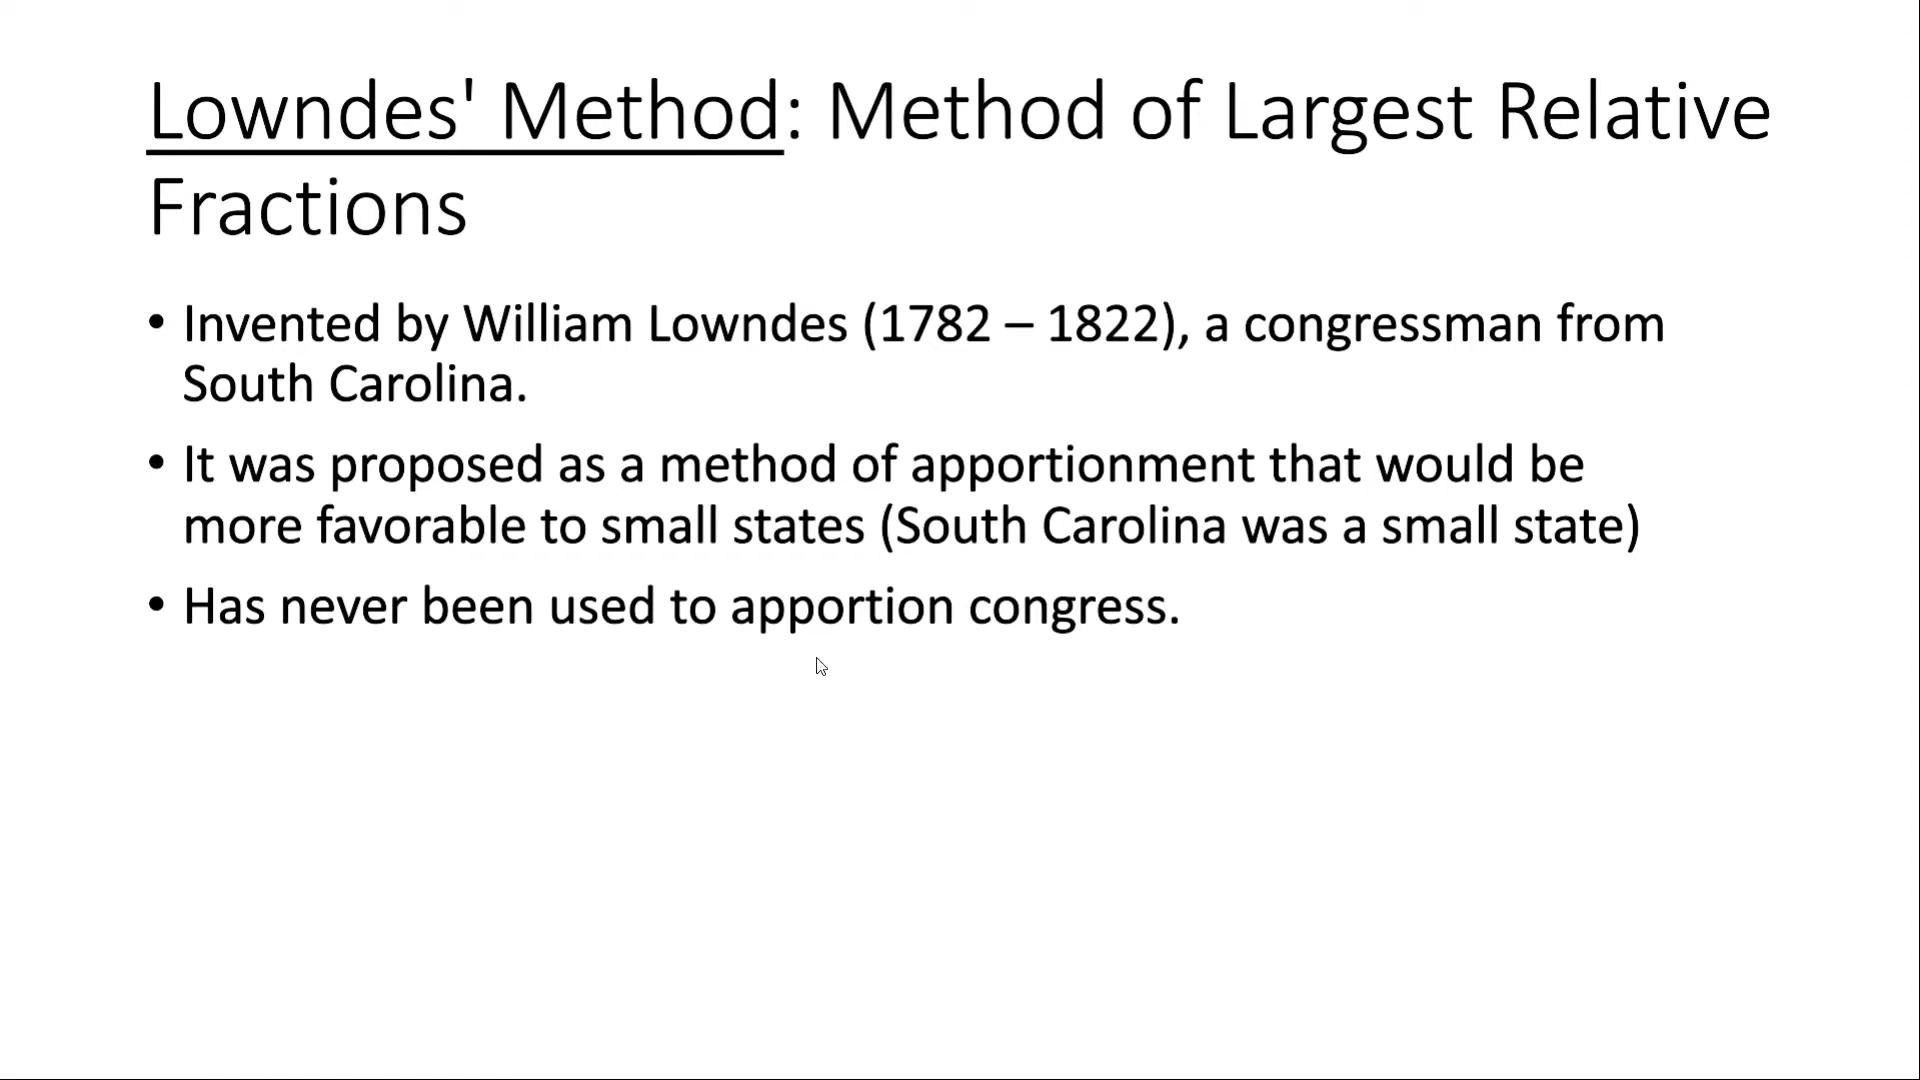 Lowndes' Method: Method of Largest Relative
Fractions
• Invented by William Lowndes (1782 – 1822), a congressman from
South Carolina.
• It was proposed as a method of apportionment that would be
more favorable to small states (South Carolina was a small state)
• Has never been used to apportion congress.